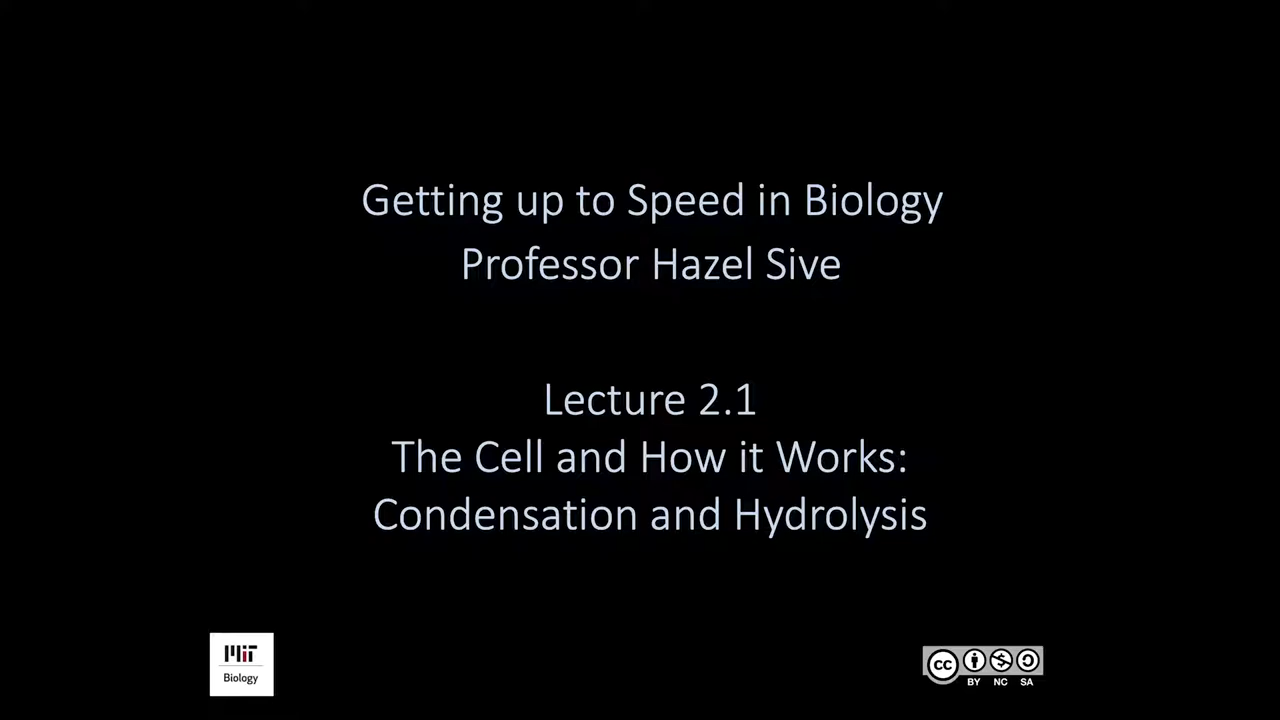 Getting up to Speed in Biology
Professor Hazel Sive
Lecture 2.1
The Cell and How it Works:
Condensation and Hydrolysis
MIT
Biology
cc
BY NC SA